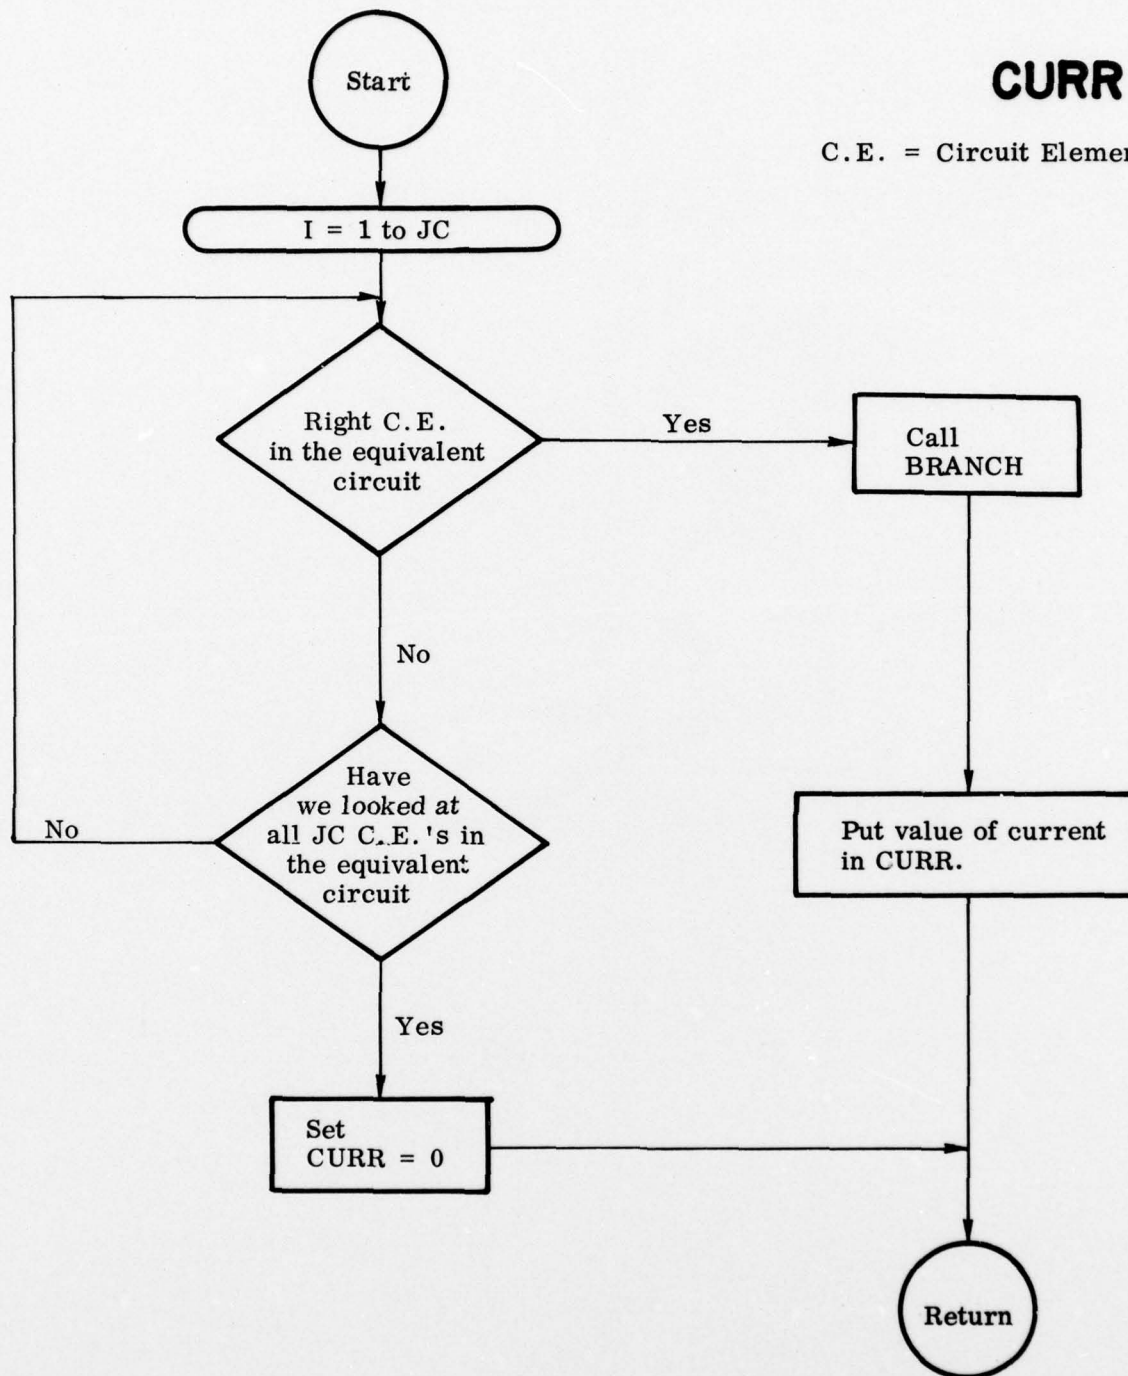 Start
CURR
C.E. = Circuit Elemen
I = 1 to JC
Right C.E.
in the equivalent
circuit
Yes
Call
BRANCH
No
Have
we looked at
all JC C.E.'s in
the equivalent
circuit
No
Put value of current
in CURR.
Yes
Set
CURR = 0
Return